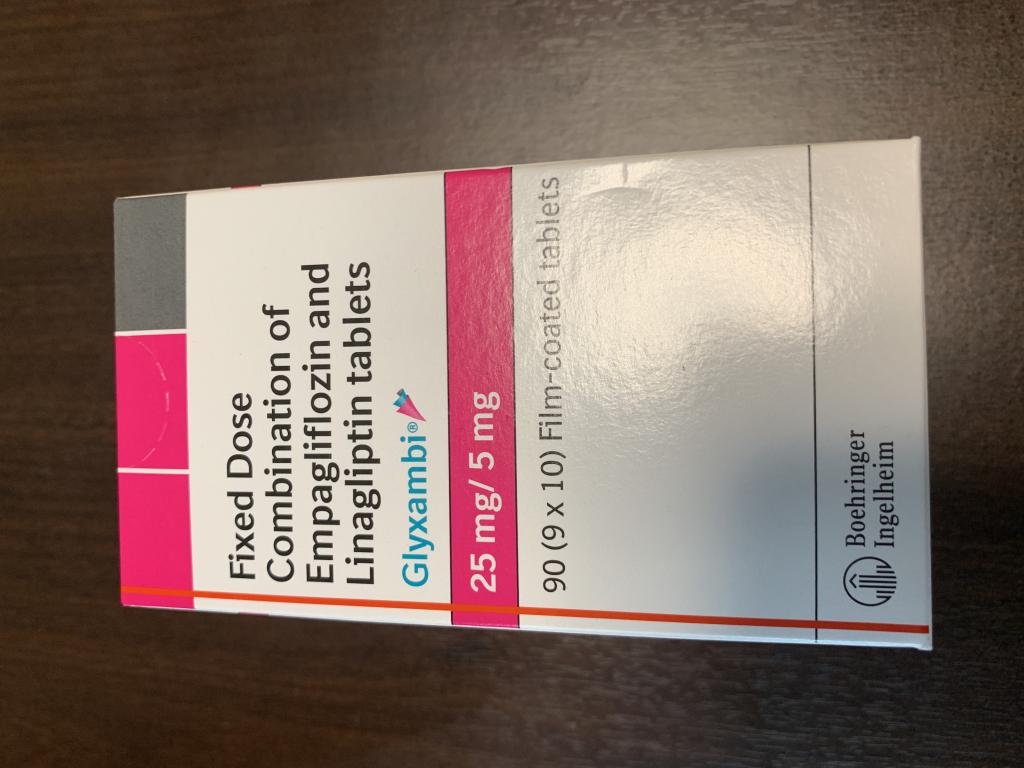 Fixed Dose
Combination of
Empagliflozin and
Linagliptin tablets
Glyxambi®
25 mg/ 5 mg
90 (9 x 10) Film-coated tablets
Boehringer
Ingelheim